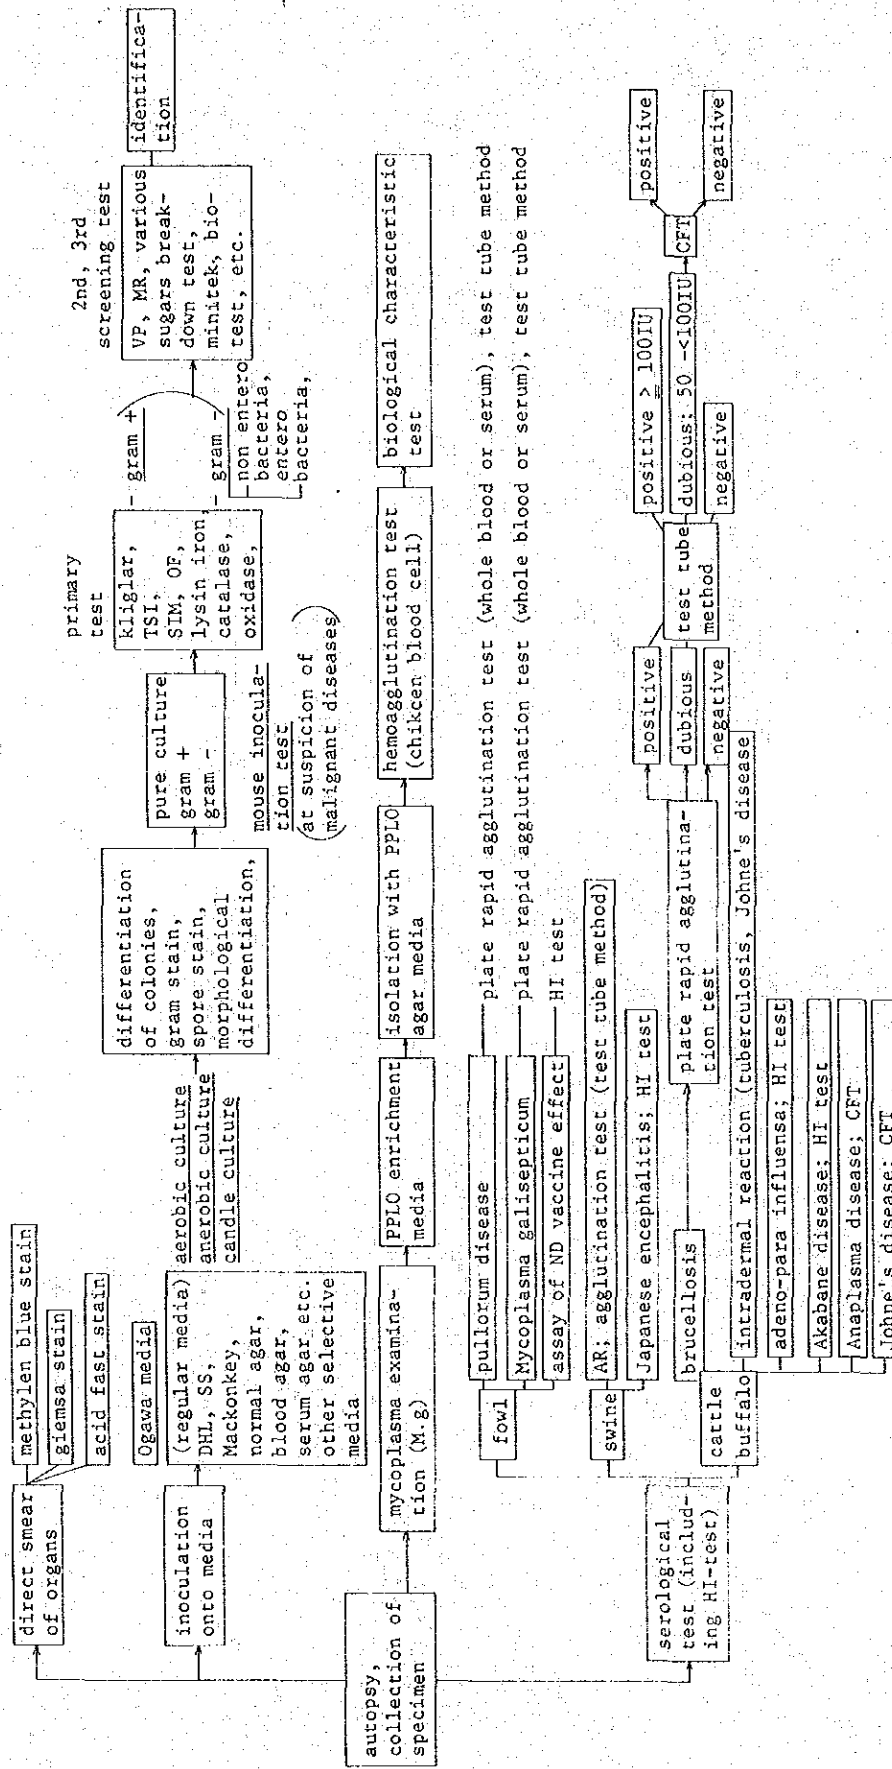 autopsy,
collection of
specimen
direct smear
of organs
methylen blue stain
giemsa stain
acid fast stain
inoculation
onto media
Ogawa media
(regular media)
DHL, SS,
Mackonkey,
normal agar,
blood agar,
serum agar etc.
other selective
media
aerobic culture
anerobic culture
candle culture
differentiation
of colonies,
gram stain,
spore stain,
morphological
differentiation,
pure culture
gram +
gram -
mouse inocula-
tion test
(at suspicion of
malignant diseases)
primary
test
kliglar,
TSI,
SIM, OF,
lysin iron,
catalase,
oxidase,
gram +
gram -
non entero
bacteria,
entero
bacteria,
2nd, 3rd
screening test
VP, MR, various
sugars break-
down test,
minitek, bio-
test, etc.
identifica-
tion
mycoplasma examina-
tion (M.g)
PPLO enrichment
media
isolation with PPLO
agar media
hemoagglutination test
(chikcen blood cell)
biological characteristic
test
serological
test (includ-
ing HI-test)
fowl
pullorum disease
plate rapid agglutination test (whole blood or serum), test tube method
Mycoplasma galisepticum
plate rapid agglutination test (whole blood or serum), test tube method
assay of ND vaccine effect
HI test
swine
AR; agglutination test (test tube method)
Japanese encephalitis; HI test
cattle
buffalo
brucellosis
plate rapid agglutina-
tion test
positive
dubious
negative
test tube
method
positive ≥ 100IU
dubious; 50 -<100IU
negative
CFT
positive
negative
intradermal reaction (tuberculosis, Johne's disease
adeno-para influensa; HI test
Akabane disease; HI test
Anaplasma disease; CFT
Johne's disease; CFT